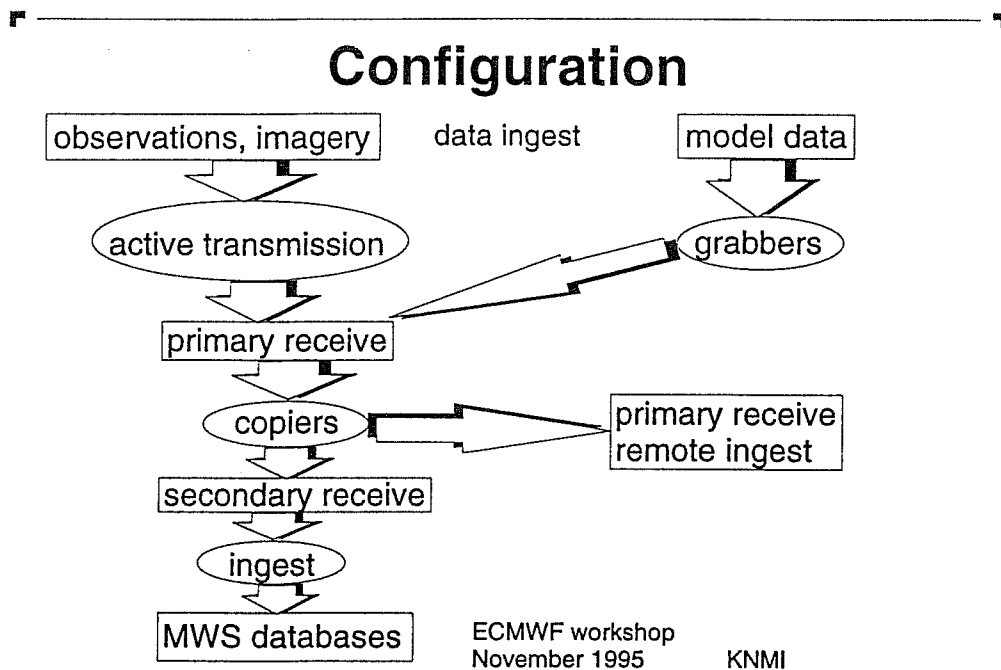 Configuration
observations, imagery
data ingest
model data
active transmission
grabbers
primary receive
copiers
primary receive
remote ingest
secondary receive
ingest
MWS databases
ECMWF workshop
November 1995
KNMI